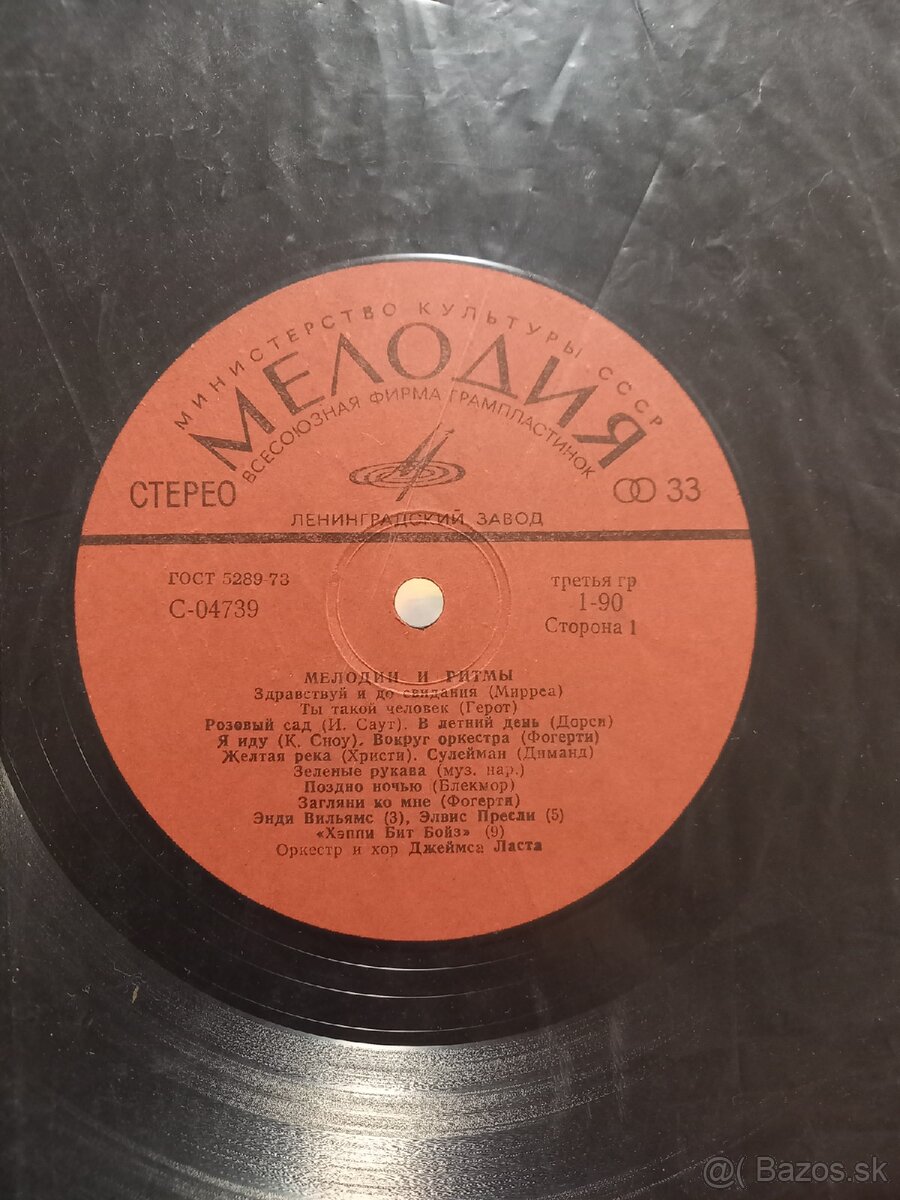 МИНИСТЕРСТВО КУЛЬТУРЫ СССР
МЕЛОДИЯ
ВСЕСОЮЗНАЯ ФИРМА ГРАМПЛАСТИНОК
СТЕРЕО 33
ЛЕНИНГРАДСКИЙ ЗАВОД
ГОСТ 5289-73 третья гр
С-04739 1-90
Сторона 1
МЕЛОДИИ И РИТМЫ
Здравствуй и до свидания (Мирреа)
Ты такой человек (Герот)
Розовый сад (И. Саут). В летний день (Дорси)
Я иду (К. Сноу). Вокруг оркестра (Фогерти)
Желтая река (Христи). Сулейман (Диманд)
Зеленые рукава (муз. нар.)
Поздно ночью (Блекмор)
Загляни ко мне (Фогерти)
Энди Вильямс (3), Элвис Пресли (5)
«Хэппи Бит Бойз» (9)
Оркестр и хор Джеймса Ласта
@( Bazos.sk